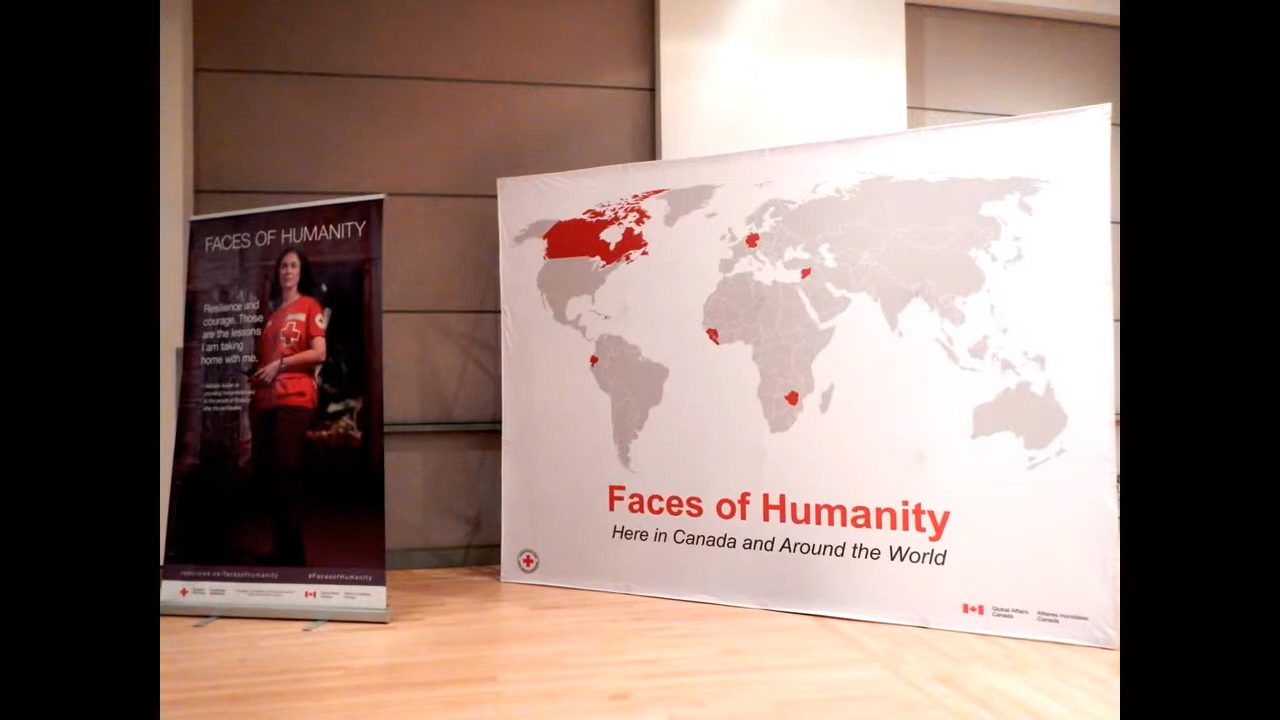 FACES OF HUMANITY
Resilience and
courage. Those
are the lessons
I am taking
home with me.
#FacesofHumanity
Faces of Humanity
Here in Canada and Around the World
Global Affairs
Canada
Affaires mondiales
Canada